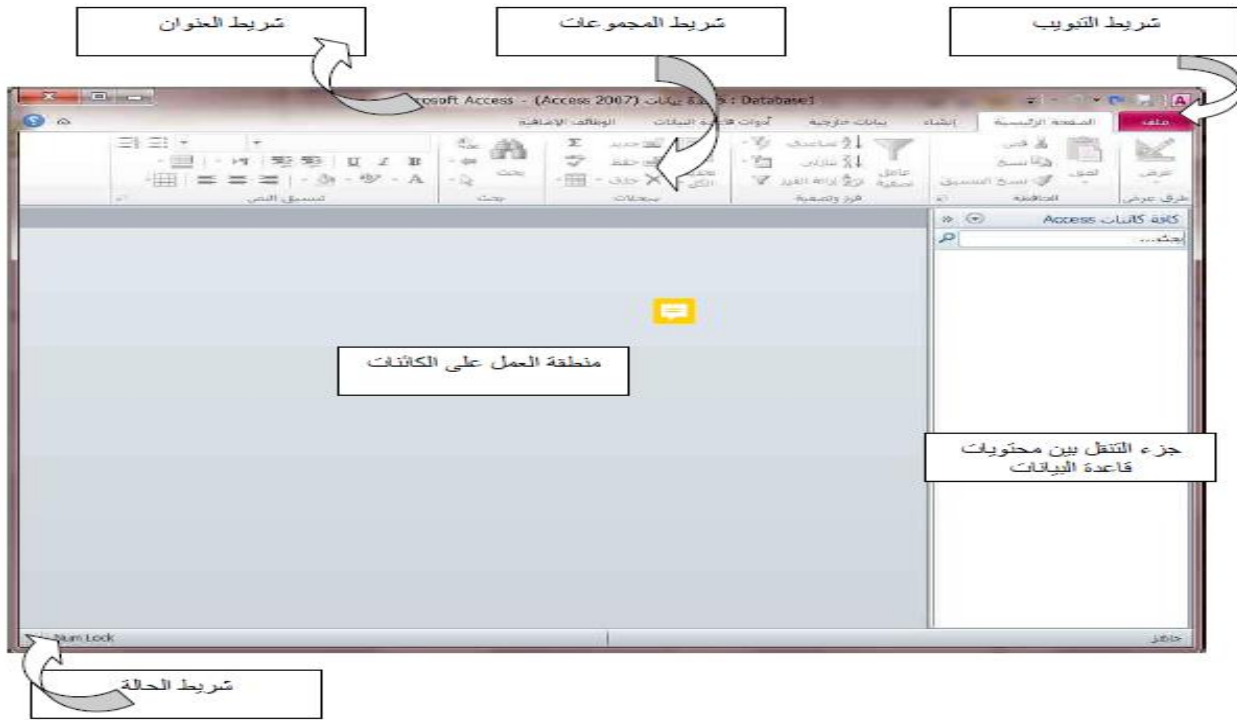 شريط التبويب
شريط المجموعات
شريط العنوان
Database1 : قاعدة بيانات (Access 2007) - rosoft Access
ملف
الصفحة الرئيسية
إنشاء
بيانات خارجية
أدوات قاعدة البيانات
الوظائف الإضافية
عرض
لصق
قص
نسخ
نسخ التنسيق
عامل تصفية
تصاعدي
تنازلي
إزالة الفرز
جديد
حفظ
حذف
بحث
طرق عرض
الحافظة
فرز وتصفية
سجلات
بحث
تنسيق النص
كافة كائنات Access
بحث...
منطقة العمل على الكائنات
جزء التنقل بين محتويات
قاعدة البيانات
جاهز
Num Lock
شريط الحالة